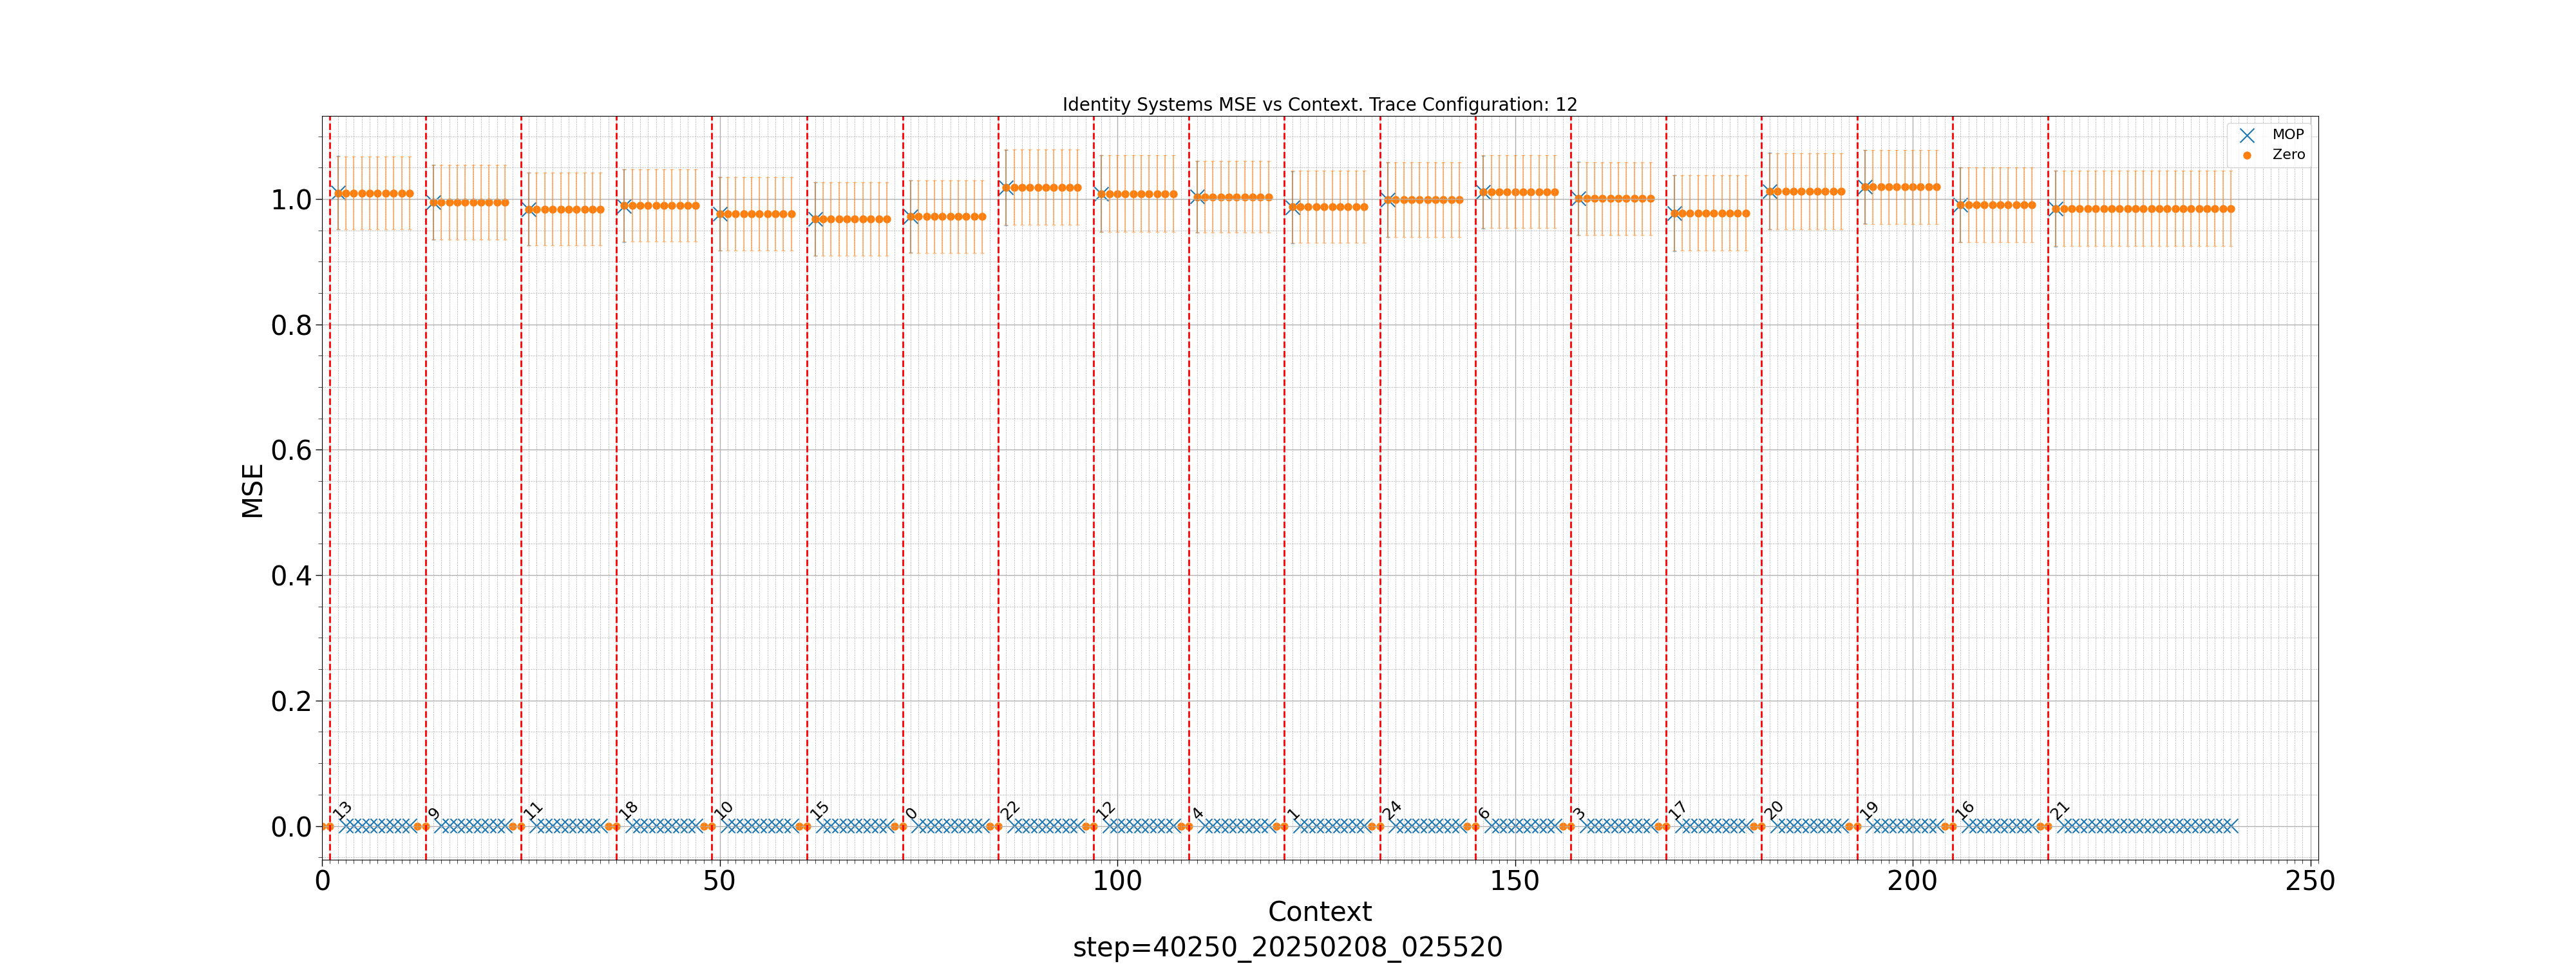 Identity Systems MSE vs Context. Trace Configuration: 12
MOP
Zero
1.0
0.8
0.6
0.4
0.2
0.0
MSE
13 9 11 18 10 15 0 22 12 4 1 24 6 3 17 20 19 16 21
0 50 100 150 200 250
Context
step=40250_20250208_025520